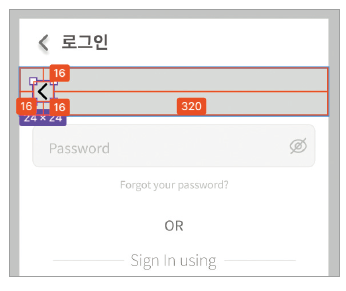 로그인
16
16 16 320
24 × 24
Password
Forgot your password?
OR
Sign In using